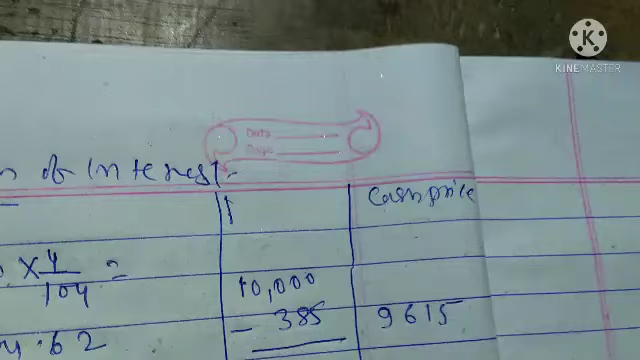 K
KINEMASTER
Date
Page
n of Interest.
I Cash price
× 4/104 =
10,000
- 385 9615
.62